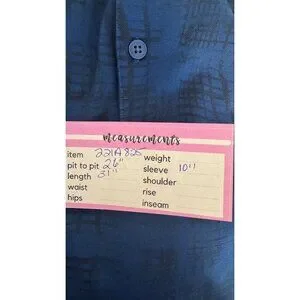 measurements
item 221A825 weight
pit to pit 26" sleeve 10"
length 31" shoulder
waist rise
hips inseam